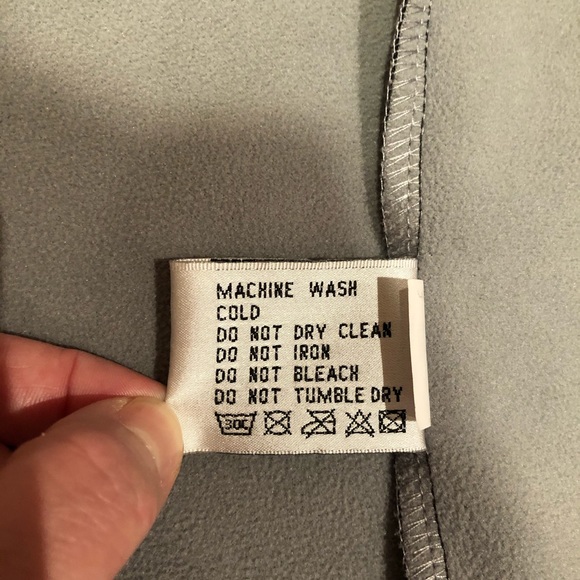 MACHINE WASH
COLD
DO NOT DRY CLEAN
DO NOT IRON
DO NOT BLEACH
DO NOT TUMBLE DRY
30C